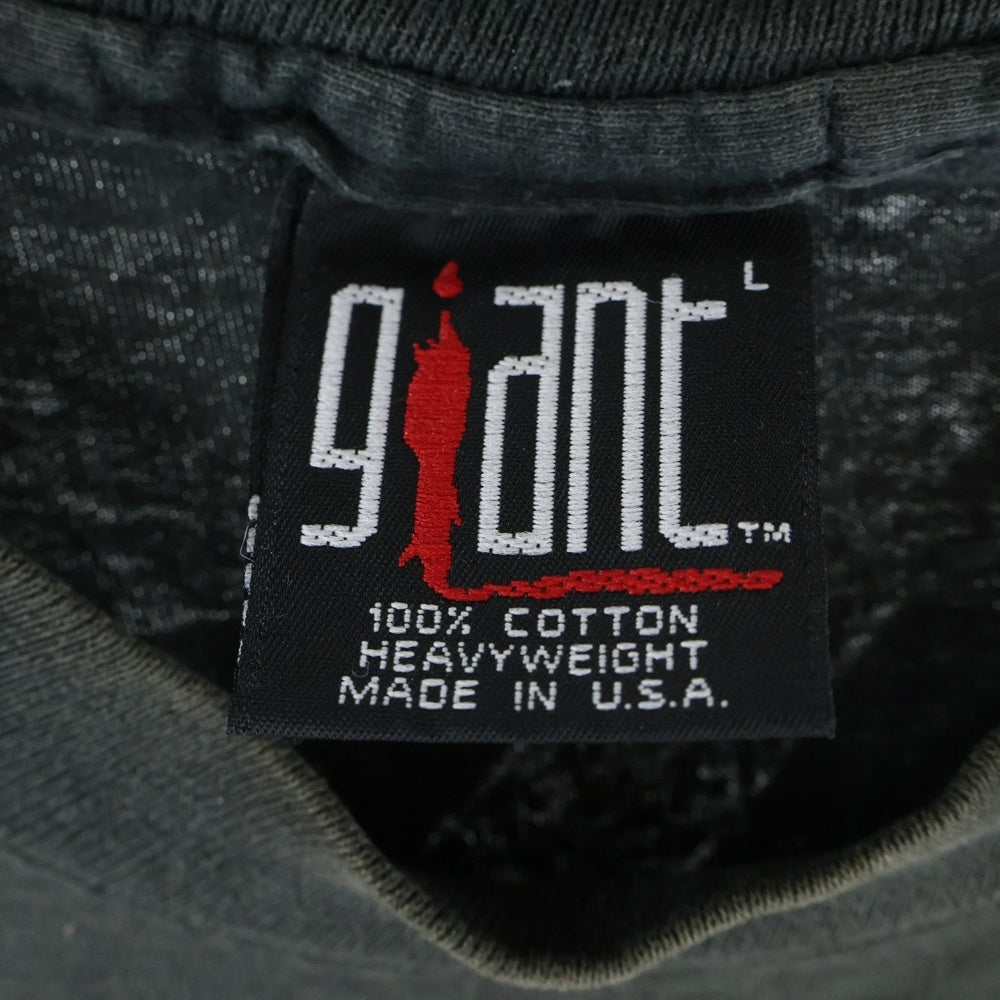 giant L
TM
100% COTTON
HEAVYWEIGHT
MADE IN U.S.A.